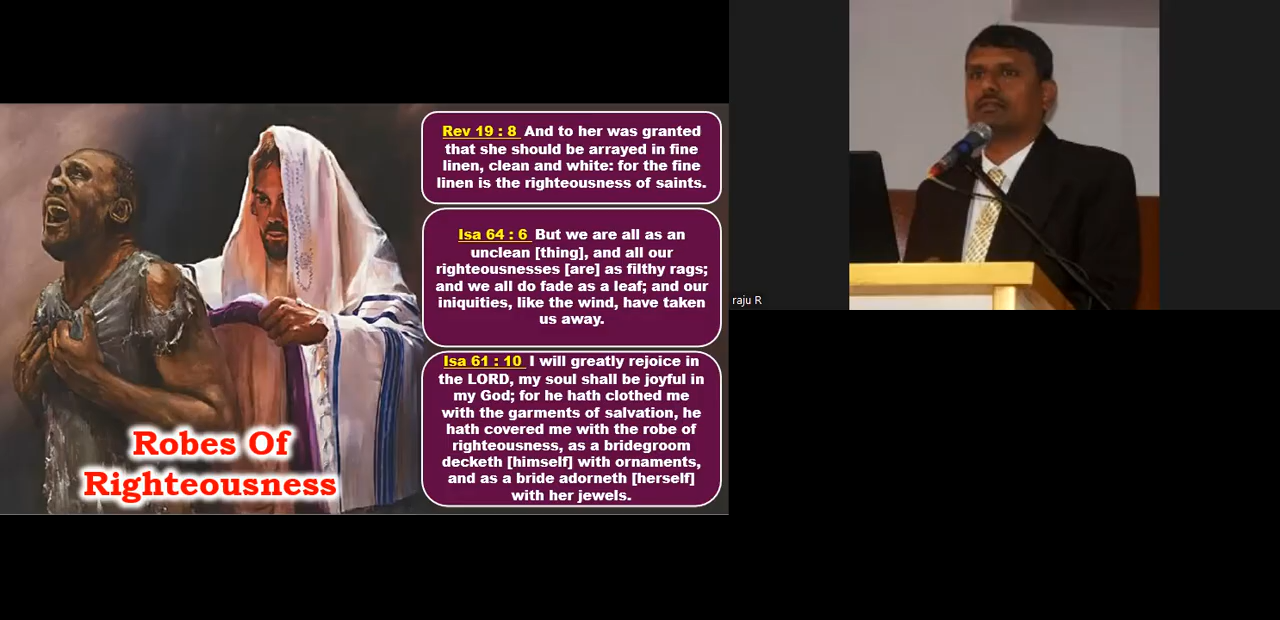 Rev 19 : 8 And to her was granted
that she should be arrayed in fine
linen, clean and white: for the fine
linen is the righteousness of saints.
Isa 64 : 6 But we are all as an
unclean [thing], and all our
righteousnesses [are] as filthy rags;
and we all do fade as a leaf; and our
iniquities, like the wind, have taken
us away.
Isa 61 : 10 I will greatly rejoice in
the LORD, my soul shall be joyful in
my God; for he hath clothed me
with the garments of salvation, he
hath covered me with the robe of
righteousness, as a bridegroom
decketh [himself] with ornaments,
and as a bride adorneth [herself]
with her jewels.
Robes Of
Righteousness
raju R